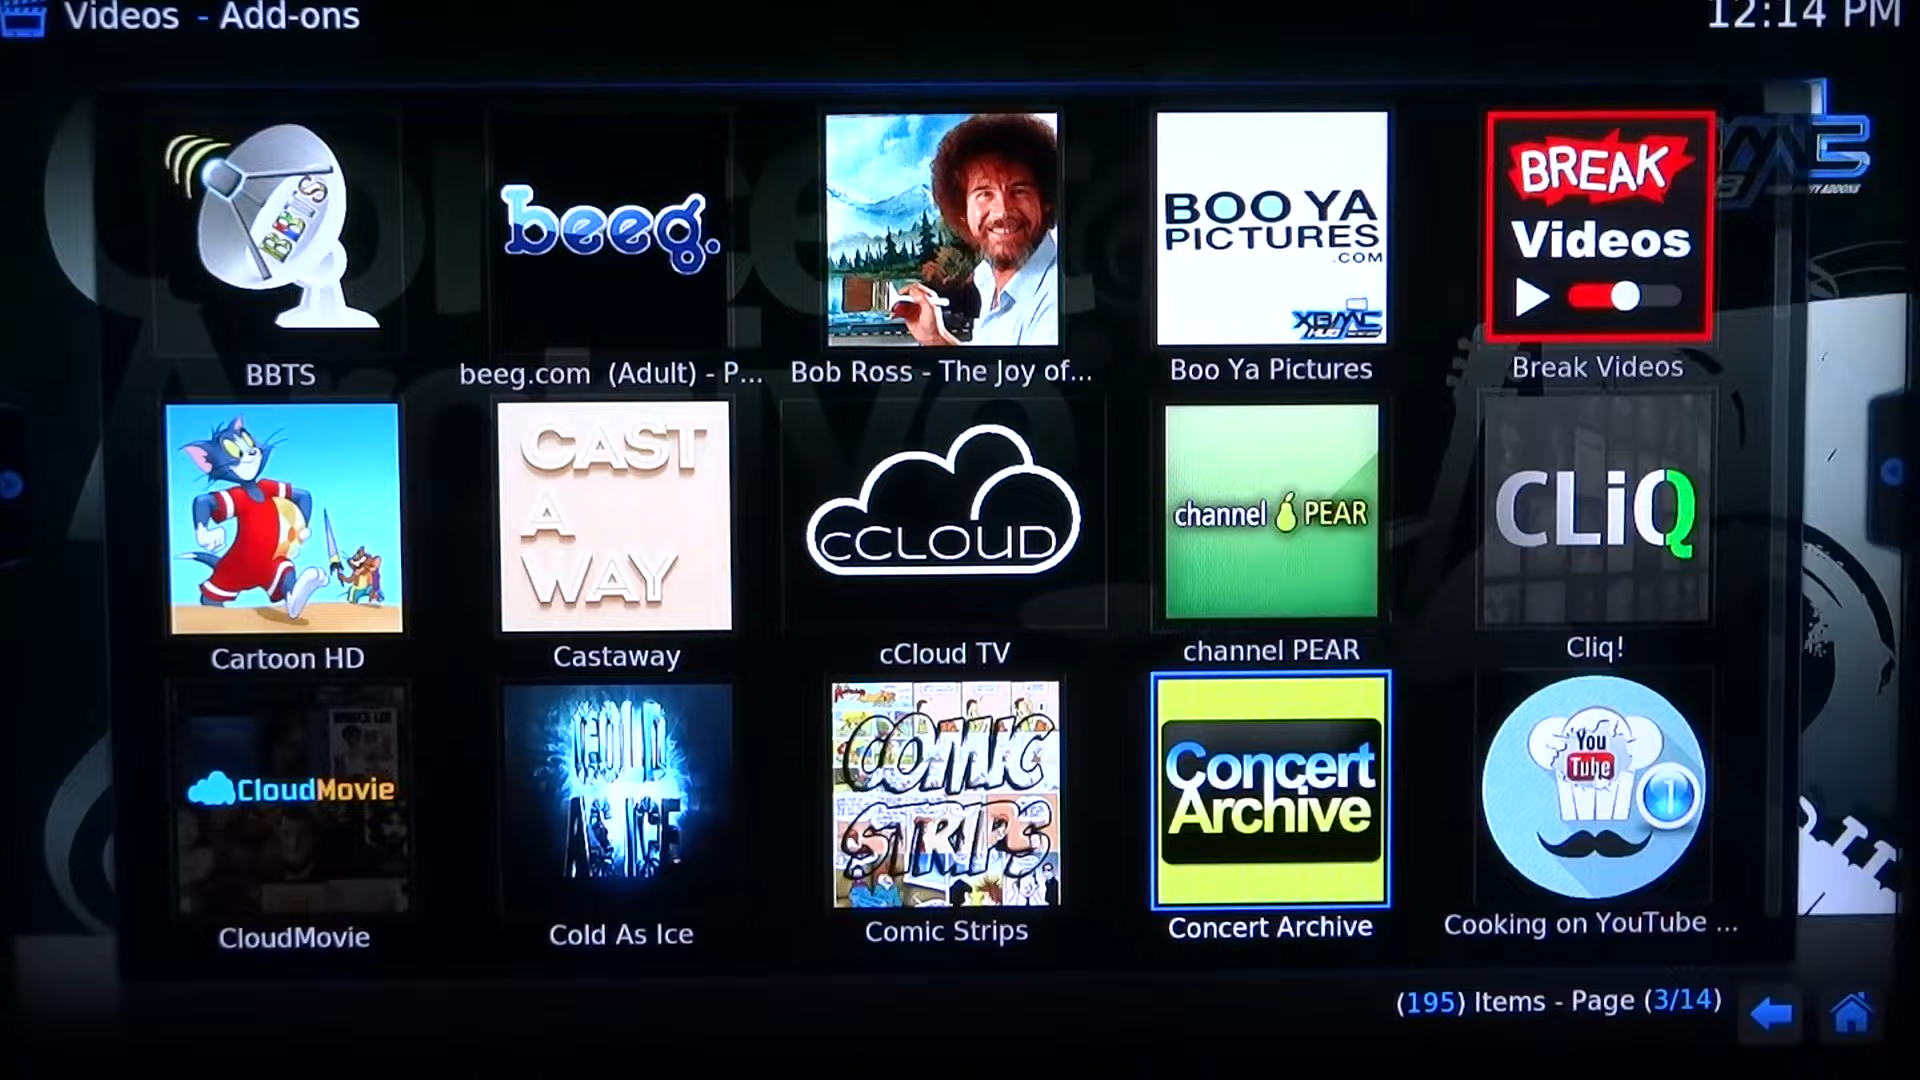 Videos - Add-ons
12:14 PM
BBTS
beeg.
BOO YA
PICTURES
.COM
XBMC
HUB
BREAK
Videos
BBTS
beeg.com (Adult) - P...
Bob Ross - The Joy of...
Boo Ya Pictures
Break Videos
CAST
A
WAY
cCLOUD
channel PEAR
CLiQ
Cartoon HD
Castaway
cCloud TV
channel PEAR
Cliq!
CloudMovie
COLD
AS ICE
COMIC
STRIPS
Concert
Archive
You
Tube
CloudMovie
Cold As Ice
Comic Strips
Concert Archive
Cooking on YouTube ...
(195) Items - Page (3/14)